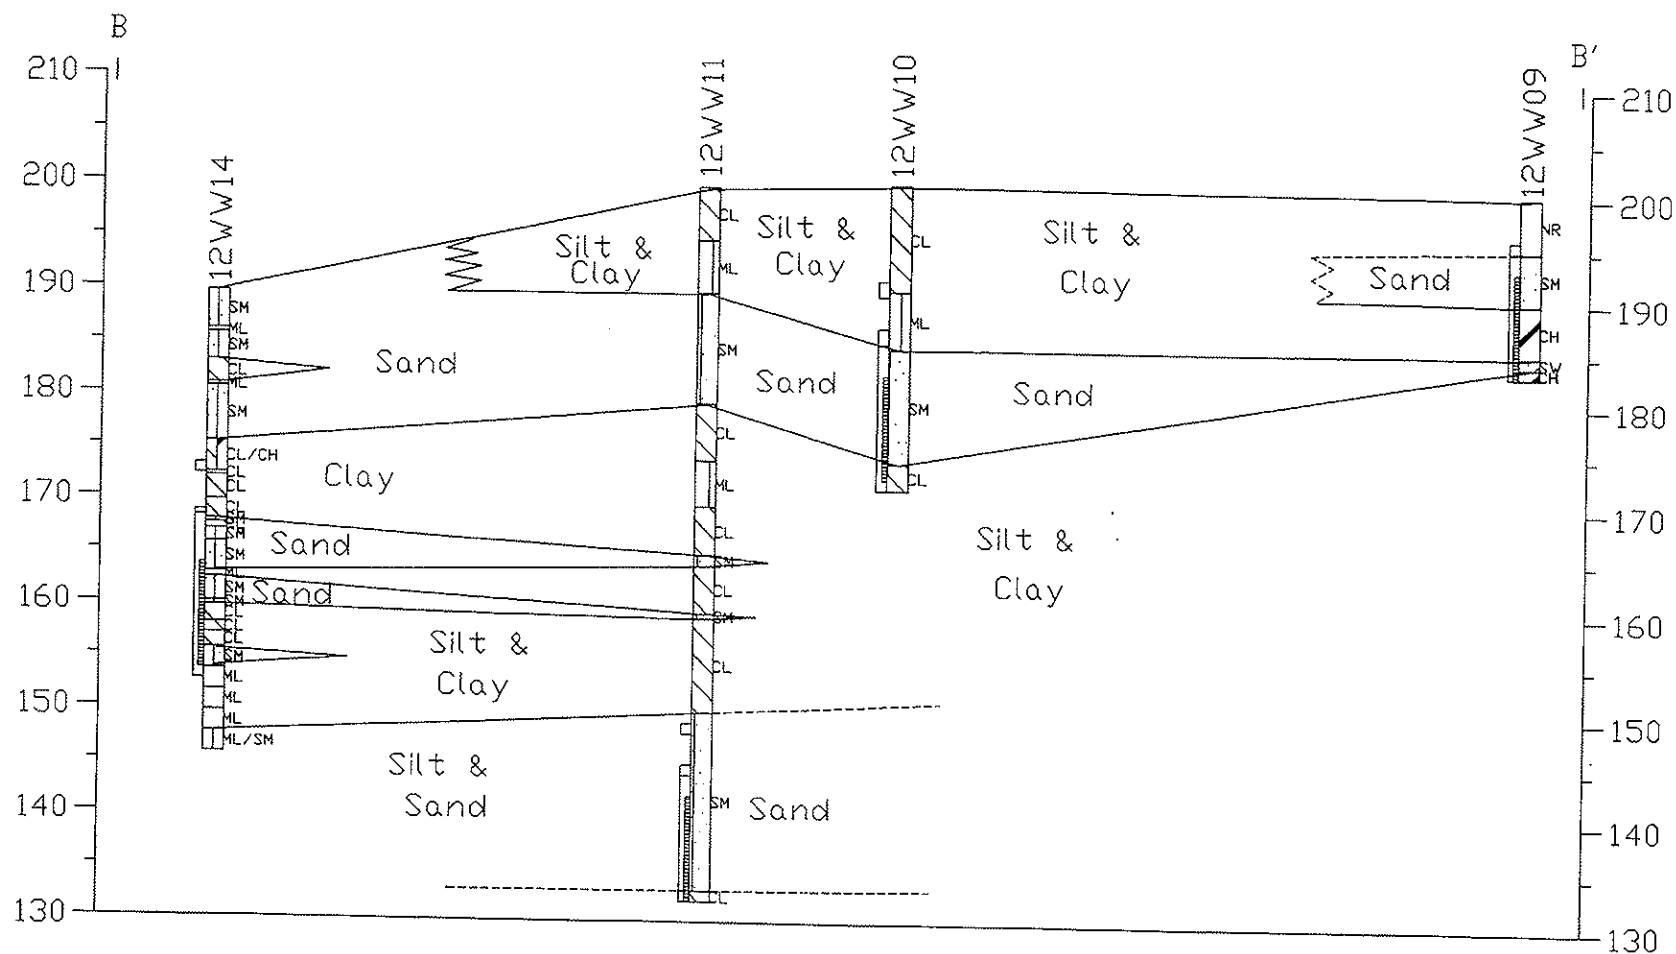 B
B'
210
200
190
180
170
160
150
140
130
210
200
190
180
170
160
150
140
130
12WW14
12WW11
12WW10
12WW09
SM
ML
SM
CL
ML
SM
CL/CH
CL
CL
CL
SM
SM
SM
ML
SM
SM
CL
SM
ML
ML
ML
ML/SM
CL
ML
SM
CL
ML
CL
SM
CL
SM
CL
SM
CL
CL
ML
SM
CL
NR
SM
CH
SW
CH
Silt &
Clay
Silt &
Clay
Silt &
Clay
Sand
Sand
Sand
Sand
Clay
Sand
Sand
Silt &
Clay
Silt &
Clay
Silt &
Sand
Sand